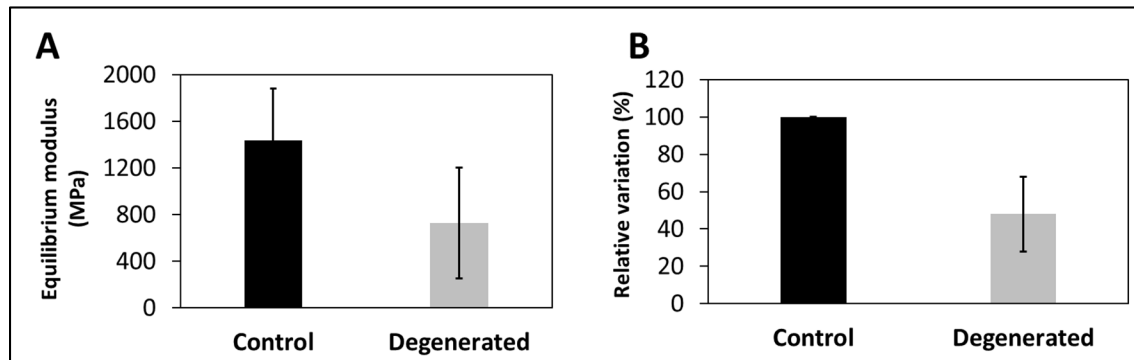 A
Equilibrium modulus
(MPa)
2000
1600
1200
800
400
0
Control
Degenerated
B
Relative variation (%)
120
100
80
60
40
20
0
Control
Degenerated